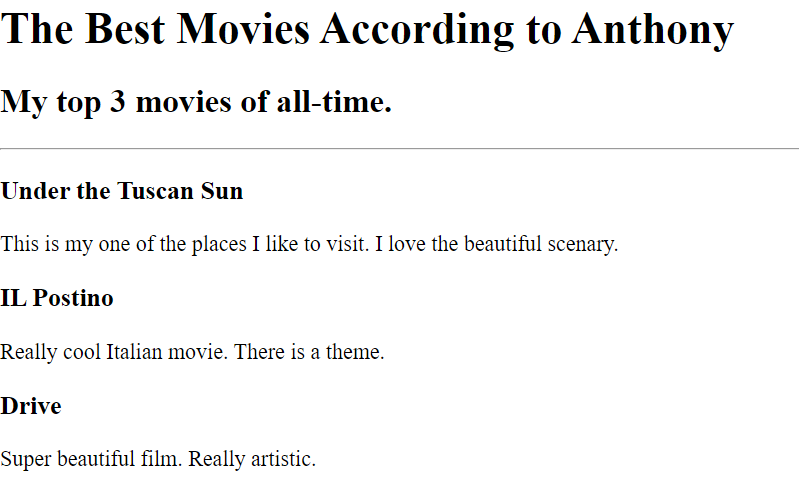 The Best Movies According to Anthony
My top 3 movies of all-time.
Under the Tuscan Sun
This is my one of the places I like to visit. I love the beautiful scenary.
IL Postino
Really cool Italian movie. There is a theme.
Drive
Super beautiful film. Really artistic.